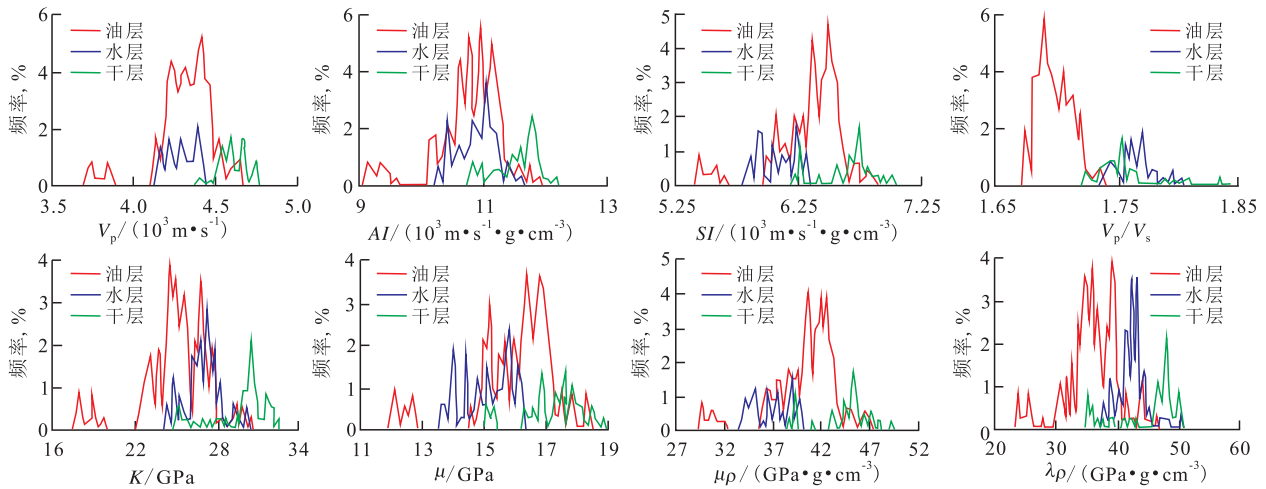 频率, %
6
4
2
0
油层
水层
干层
3.5
4.0
4.5
5.0
Vp/(10³m•s⁻¹)
频率, %
6
4
2
0
油层
水层
干层
9
11
13
AI/(10³m•s⁻¹•g•cm⁻³)
频率, %
5
4
3
2
1
0
油层
水层
干层
5.25
6.25
7.25
SI/(10³m•s⁻¹•g•cm⁻³)
频率, %
6
4
2
0
油层
水层
干层
1.65
1.75
1.85
Vp/Vs
频率, %
4
3
2
1
0
油层
水层
干层
16
22
28
34
K/GPa
频率, %
4
3
2
1
0
油层
水层
干层
11
13
15
17
19
μ/GPa
频率, %
5
4
3
2
1
0
油层
水层
干层
27
32
37
42
47
52
μρ/(GPa•g•cm⁻³)
频率, %
4
3
2
1
0
油层
水层
干层
20
30
40
50
60
λρ/(GPa•g•cm⁻³)